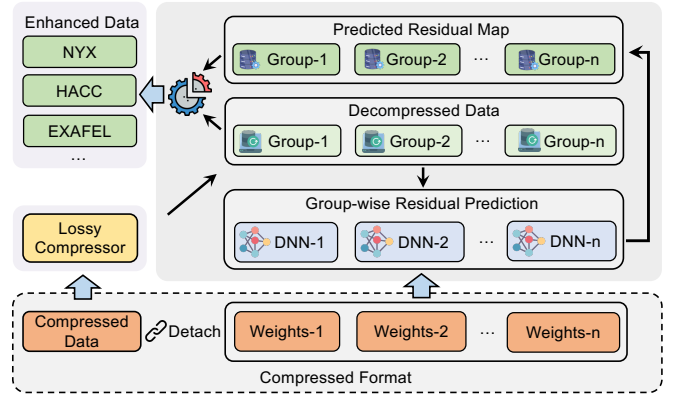 Enhanced Data
NYX
HACC
EXAFEL
...
Predicted Residual Map
Group-1 Group-2 ... Group-n
Decompressed Data
Group-1 Group-2 ... Group-n
Group-wise Residual Prediction
DNN-1 DNN-2 ... DNN-n
Lossy
Compressor
Compressed
Data
Detach
Weights-1 Weights-2 ... Weights-n
Compressed Format